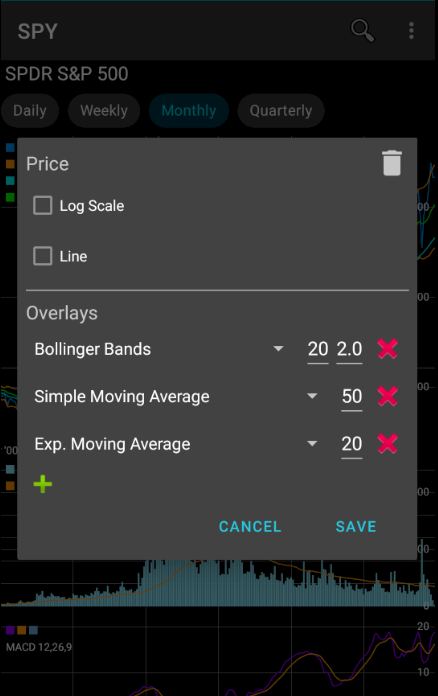 SPY
SPDR S&P 500
Daily Weekly Monthly Quarterly
Price
Log Scale
Line
Overlays
Bollinger Bands 20 2.0
Simple Moving Average 50
Exp. Moving Average 20
CANCEL SAVE
0
20
MACD 12,26,9
10